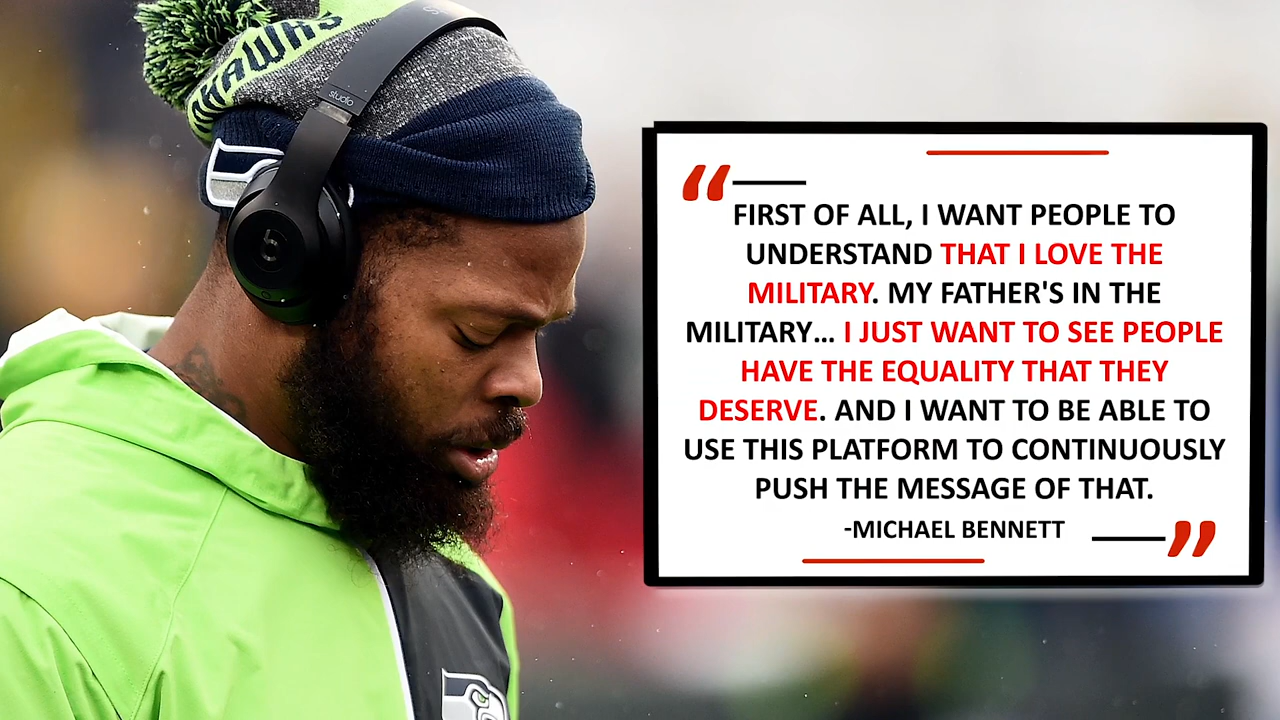 HAWKS
studio
“
FIRST OF ALL, I WANT PEOPLE TO
UNDERSTAND THAT I LOVE THE
MILITARY. MY FATHER'S IN THE
MILITARY... I JUST WANT TO SEE PEOPLE
HAVE THE EQUALITY THAT THEY
DESERVE. AND I WANT TO BE ABLE TO
USE THIS PLATFORM TO CONTINUOUSLY
PUSH THE MESSAGE OF THAT.
-MICHAEL BENNETT
”